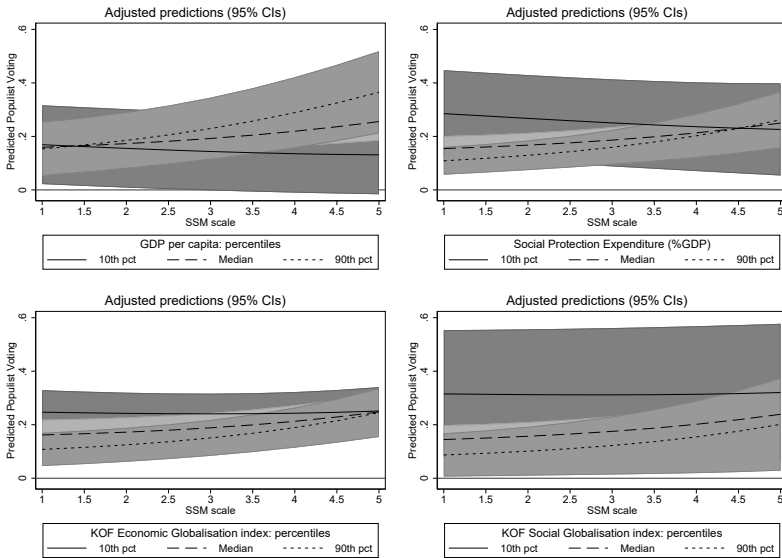 Adjusted predictions (95% CIs)
Predicted Populist Voting
.6
.4
.2
0
1 1.5 2 2.5 3 3.5 4 4.5 5
SSM scale
GDP per capita: percentiles
10th pct Median 90th pct
Adjusted predictions (95% CIs)
Predicted Populist Voting
.6
.4
.2
0
1 1.5 2 2.5 3 3.5 4 4.5 5
SSM scale
Social Protection Expenditure (%GDP)
10th pct Median 90th pct
Adjusted predictions (95% CIs)
Predicted Populist Voting
.6
.4
.2
0
1 1.5 2 2.5 3 3.5 4 4.5 5
SSM scale
KOF Economic Globalisation index: percentiles
10th pct Median 90th pct
Adjusted predictions (95% CIs)
Predicted Populist Voting
.6
.4
.2
0
1 1.5 2 2.5 3 3.5 4 4.5 5
SSM scale
KOF Social Globalisation index: percentiles
10th pct Median 90th pct